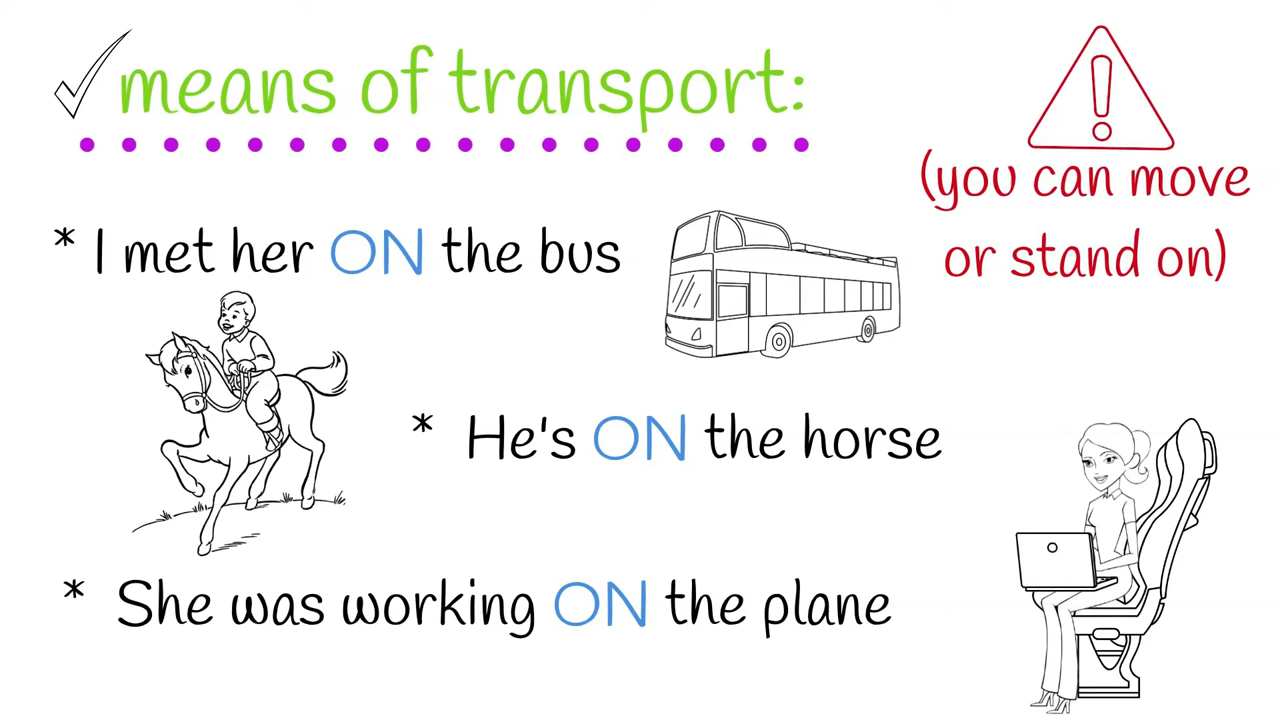 means of transport:
(you can move
or stand on)
* I met her ON the bus
* He's ON the horse
* She was working ON the plane